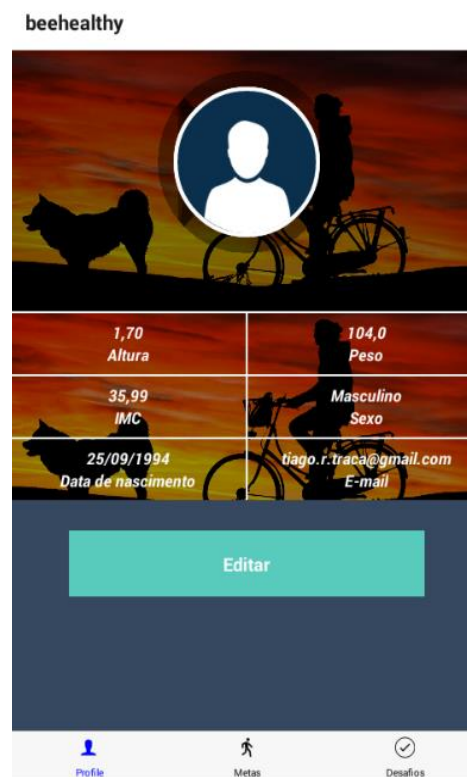 beehealthy
1,70
Altura
104,0
Peso
35,99
IMC
Masculino
Sexo
25/09/1994
Data de nascimento
tiago.r.traca@gmail.com
E-mail
Editar
Profile
Metas
Desafios